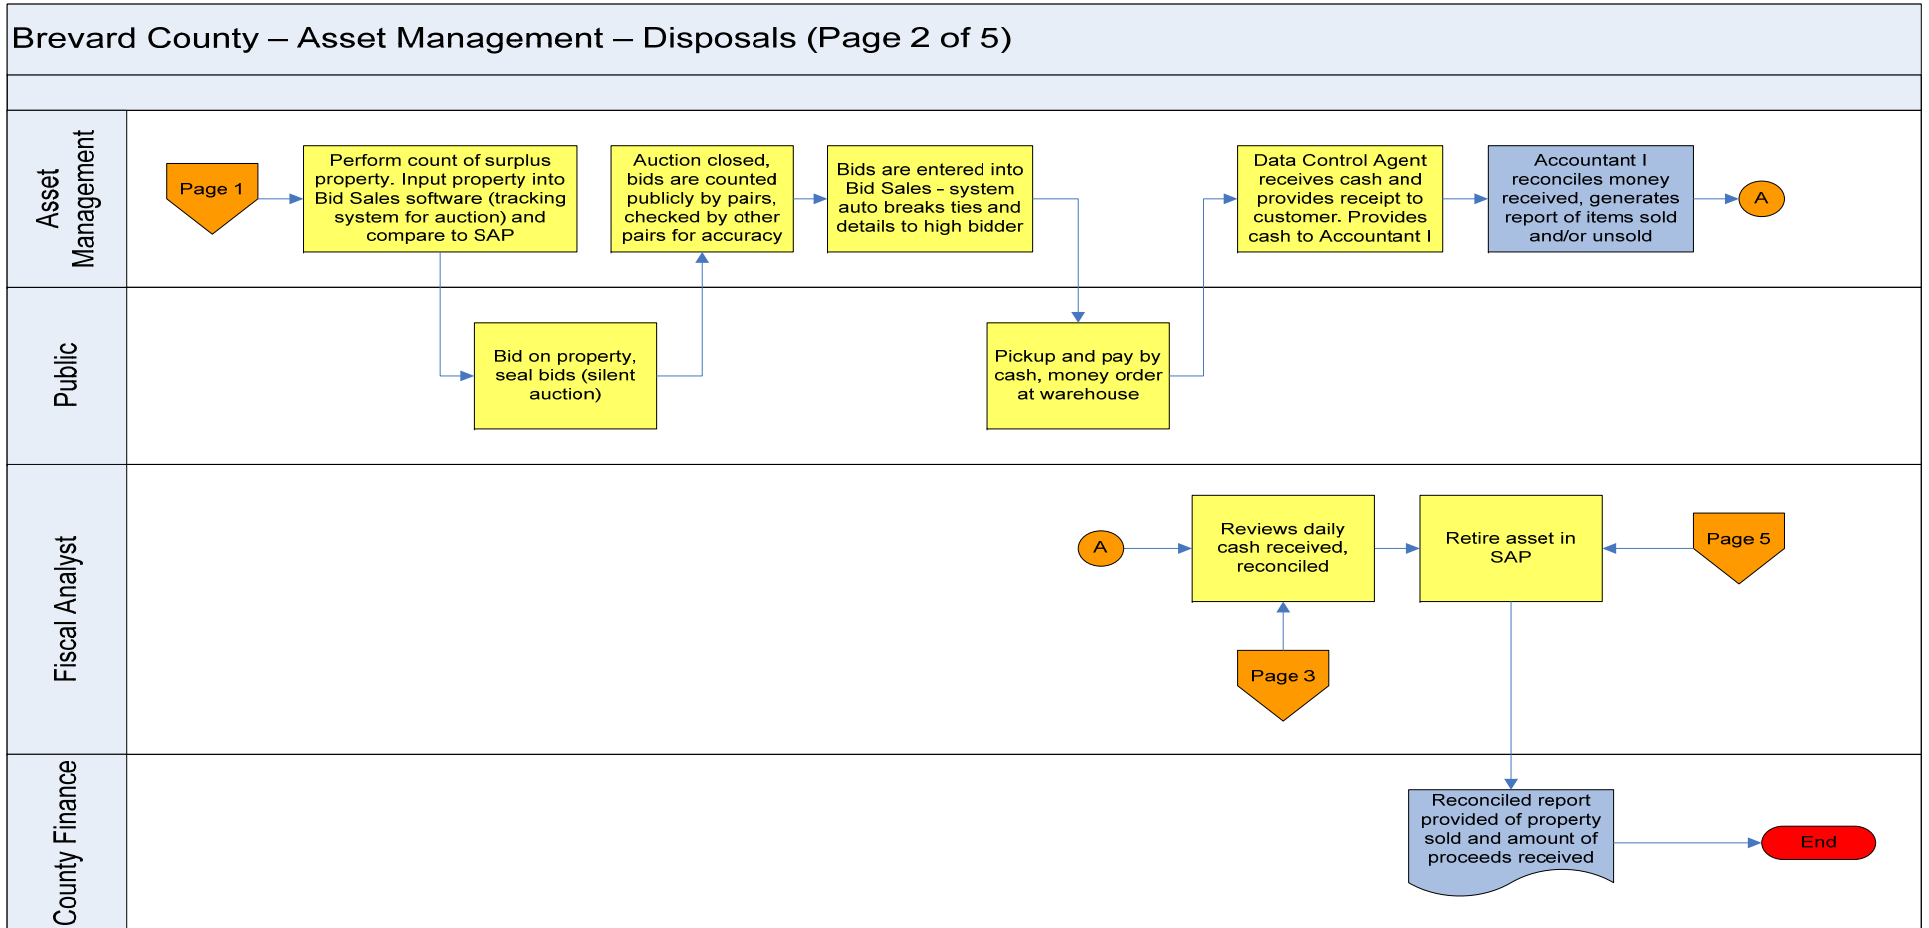 Brevard County – Asset Management – Disposals (Page 2 of 5)
Asset
Management
Page 1
Perform count of surplus
property. Input property into
Bid Sales software (tracking
system for auction) and
compare to SAP
Auction closed,
bids are counted
publicly by pairs,
checked by other
pairs for accuracy
Bids are entered into
Bid Sales - system
auto breaks ties and
details to high bidder
Data Control Agent
receives cash and
provides receipt to
customer. Provides
cash to Accountant I
Accountant I
reconciles money
received, generates
report of items sold
and/or unsold
A
Public
Bid on property,
seal bids (silent
auction)
Pickup and pay by
cash, money order
at warehouse
Fiscal Analyst
A
Reviews daily
cash received,
reconciled
Retire asset in
SAP
Page 5
Page 3
County Finance
Reconciled report
provided of property
sold and amount of
proceeds received
End